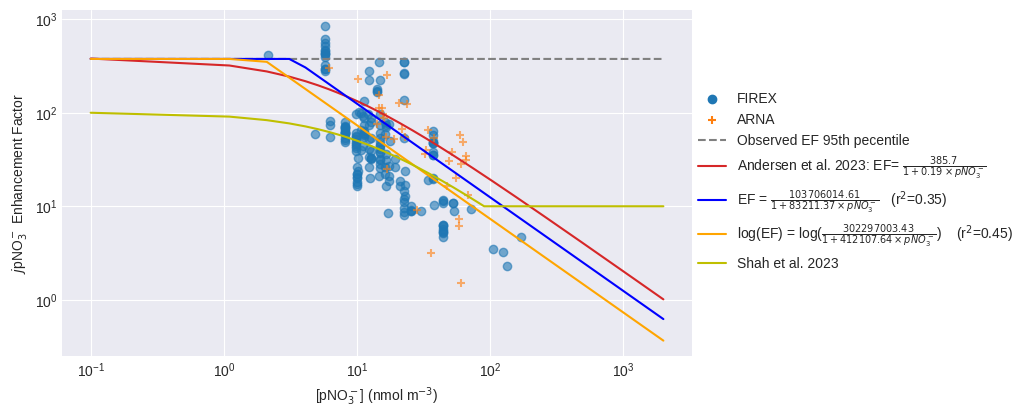 10³
10²
10¹
10⁰
10⁻¹
10⁰
10¹
10²
10³
jpNO₃⁻ Enhancement Factor
[pNO₃⁻] (nmol m⁻³)
FIREX
ARNA
Observed EF 95th percentile
Andersen et al. 2023: EF= 385.7 / 1 + 0.19 × pNO₃⁻
EF = 103706014.61 / 1 + 83211.37 × pNO₃⁻ (r²=0.35)
log(EF) = log(302297003.43 / 1 + 412107.64 × pNO₃⁻) (r²=0.45)
Shah et al. 2023